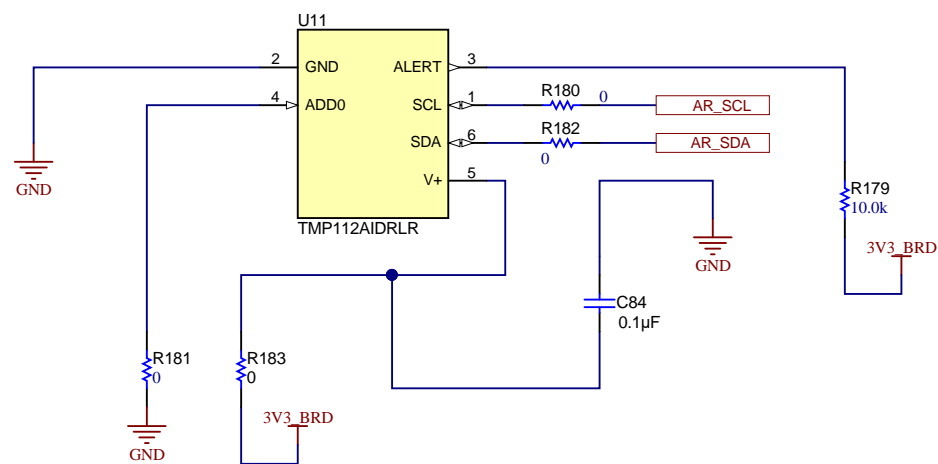 U11
2 GND ALERT 3
4 ADD0 SCL 1 R180 0 AR_SCL
SDA 6 R182 0 AR_SDA
V+ 5
TMP112AIDRLR
GND
R179
10.0k
3V3_BRD
GND
C84
0.1µF
R181
0
R183
0
3V3_BRD
GND